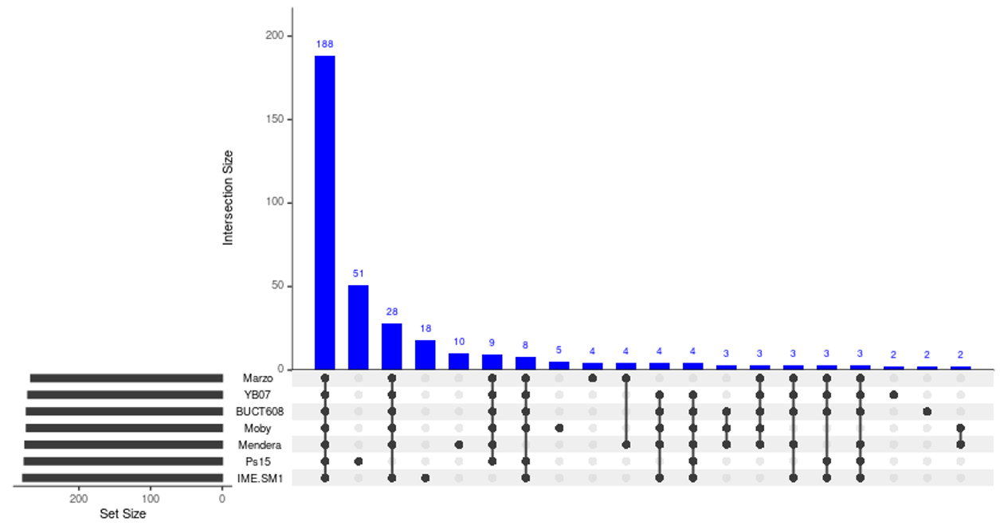 Intersection Size
200
150
100
50
0
188
51
28
18
10
9
8
5
4
4
4
4
3
3
3
3
3
2
2
2
Marzo
YB07
BUCT608
Moby
Mendera
Ps15
IME.SM1
200 100 0
Set Size